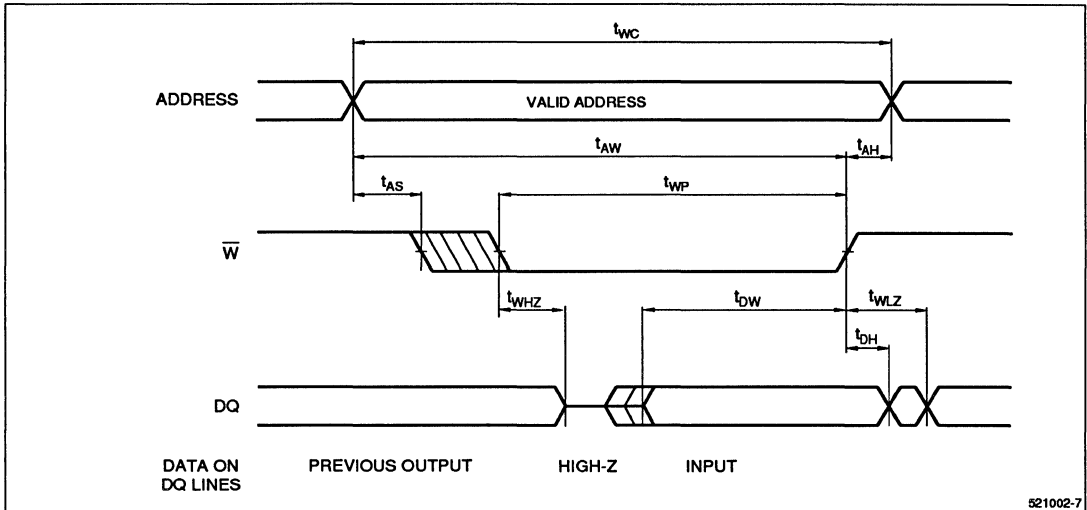 tWC
ADDRESS
VALID ADDRESS
tAW
tAH
tAS
tWP
W̅
tWHZ
tDW
tWLZ
tDH
DQ
DATA ON
DQ LINES
PREVIOUS OUTPUT
HIGH-Z
INPUT
521002-7